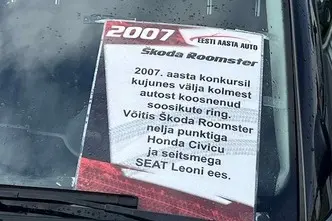 2007 EESTI AASTA AUTO
Škoda Roomster
2007. aasta konkursil
kujunes välja kolmest
autost koosnenud
soosikute ring.
Võitis Škoda Roomster
nelja punktiga
Honda Civicu
ja seitsmega
SEAT Leoni ees.